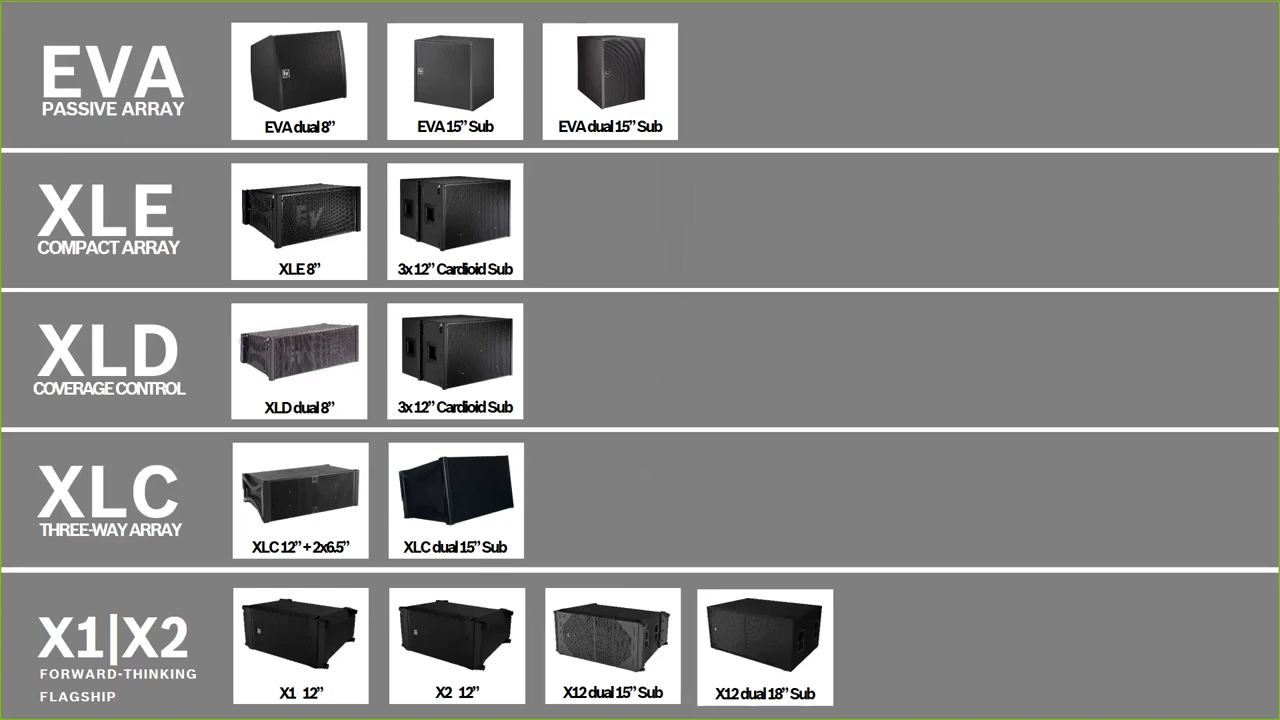 EVA
PASSIVE ARRAY
EVA dual 8”
EVA 15” Sub
EVA dual 15” Sub
XLE
COMPACT ARRAY
EV
XLE 8”
3x 12” Cardioid Sub
XLD
COVERAGE CONTROL
XLD dual 8”
3x 12” Cardioid Sub
XLC
THREE-WAY ARRAY
XLC 12” + 2x6.5”
XLC dual 15” Sub
X1|X2
FORWARD-THINKING
FLAGSHIP
X1 12”
X2 12”
X12 dual 15” Sub
X12 dual 18” Sub